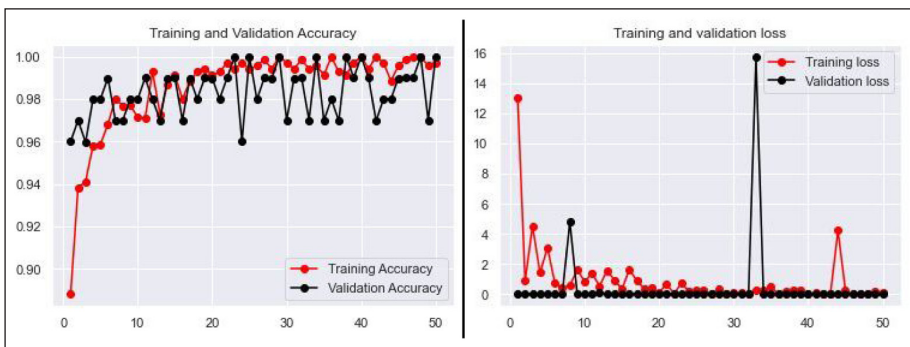 Training and Validation Accuracy
1.00
0.98
0.96
0.94
0.92
0.90
Training Accuracy
Validation Accuracy
0 10 20 30 40 50
Training and validation loss
16
14
12
10
8
6
4
2
0
Training loss
Validation loss
0 10 20 30 40 50